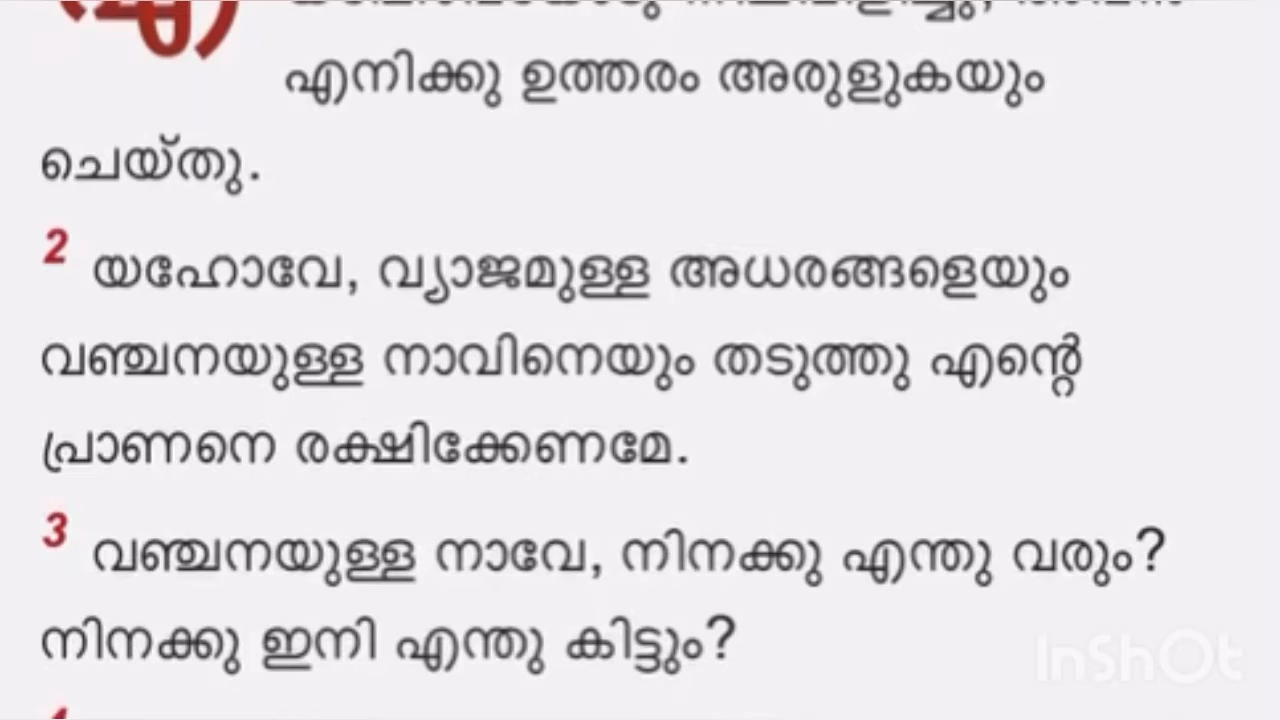 എനിക്കു ഉത്തരം അരുളുകയും
ചെയ്തു.
2 യഹോവേ, വ്യാജമുള്ള അധരങ്ങളെയും
വഞ്ചനയുള്ള നാവിനെയും തടുത്തു എന്റെ
പ്രാണനെ രക്ഷിക്കേണമേ.
3 വഞ്ചനയുള്ള നാവേ, നിനക്കു എന്തു വരും?
നിനക്കു ഇനി എന്തു കിട്ടും?
InShOt